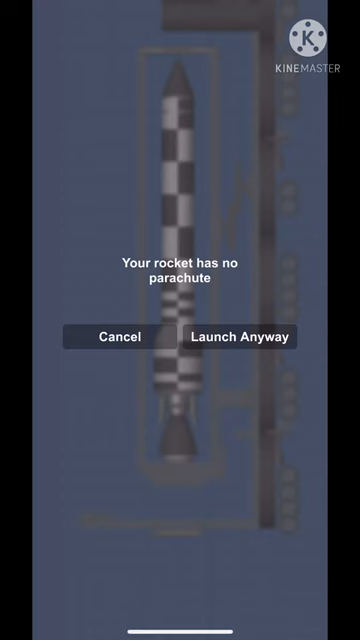 K
KINEMASTER
Your rocket has no
parachute
Cancel
Launch Anyway